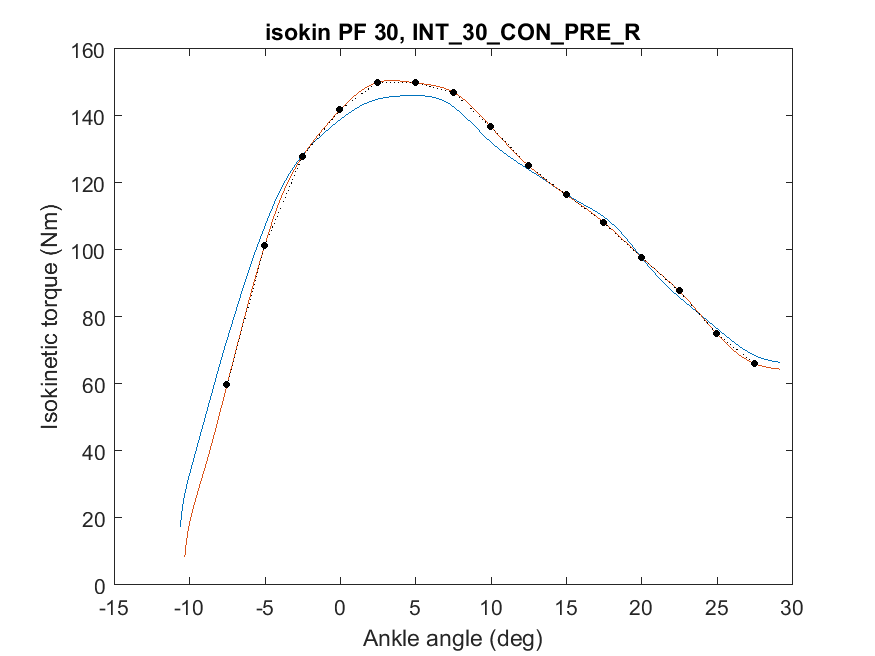 isokin PF 30, INT_30_CON_PRE_R
160
140
120
100
80
60
40
20
0
Isokinetic torque (Nm)
-15 -10 -5 0 5 10 15 20 25 30
Ankle angle (deg)